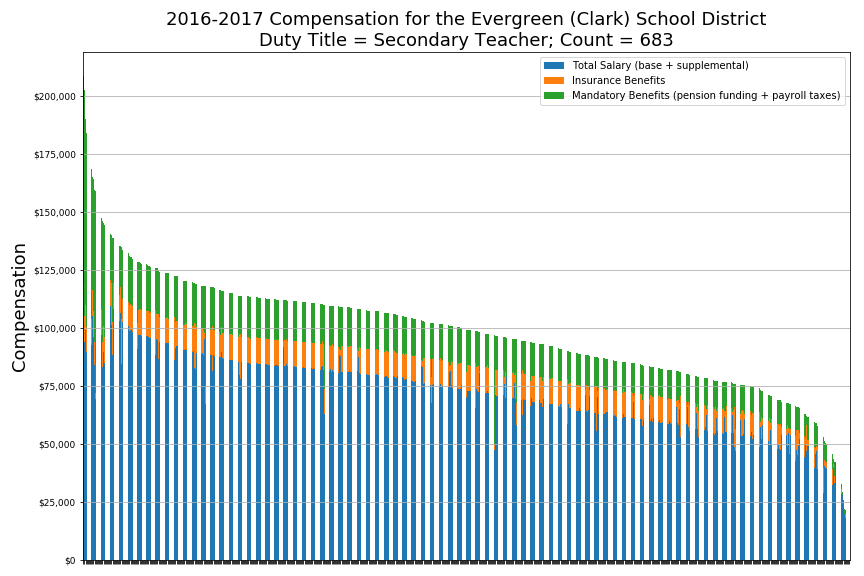 2016-2017 Compensation for the Evergreen (Clark) School District
Duty Title = Secondary Teacher; Count = 683
Total Salary (base + supplemental)
Insurance Benefits
Mandatory Benefits (pension funding + payroll taxes)
$200,000
$175,000
$150,000
$125,000
$100,000
$75,000
$50,000
$25,000
$0
Compensation